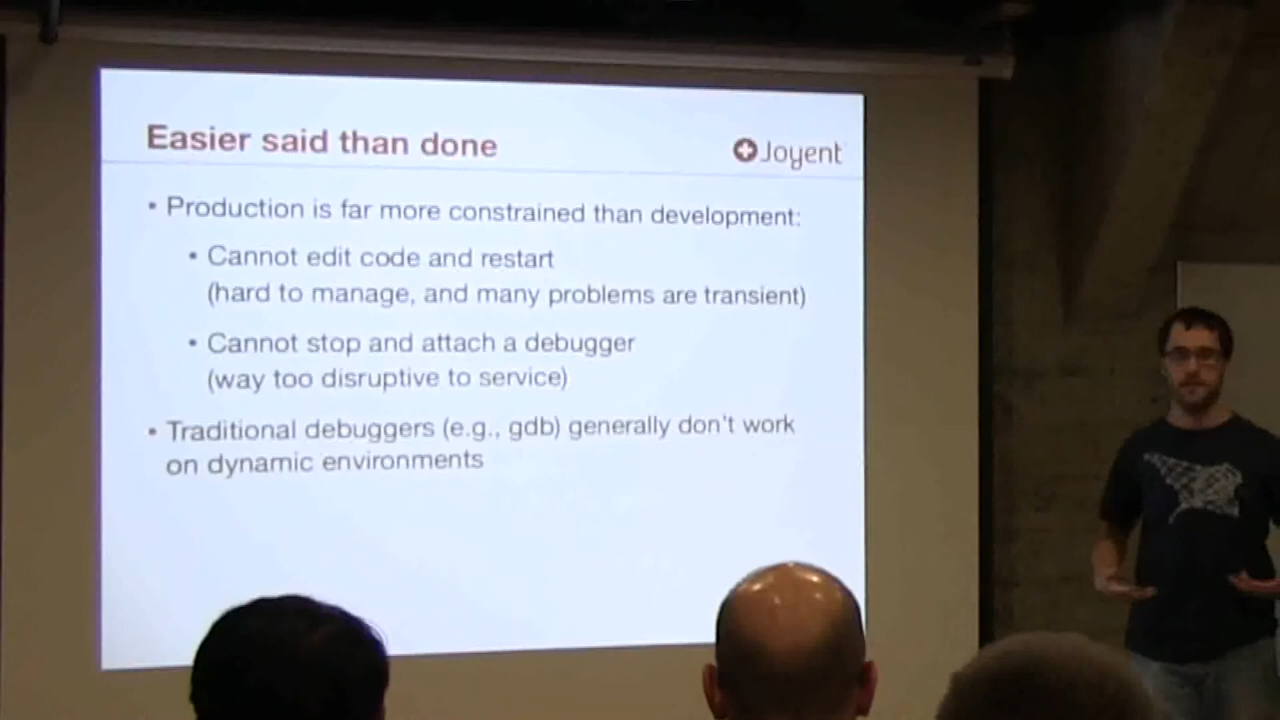 Easier said than done
Joyent
• Production is far more constrained than development:
• Cannot edit code and restart
(hard to manage, and many problems are transient)
• Cannot stop and attach a debugger
(way too disruptive to service)
• Traditional debuggers (e.g., gdb) generally don't work
on dynamic environments